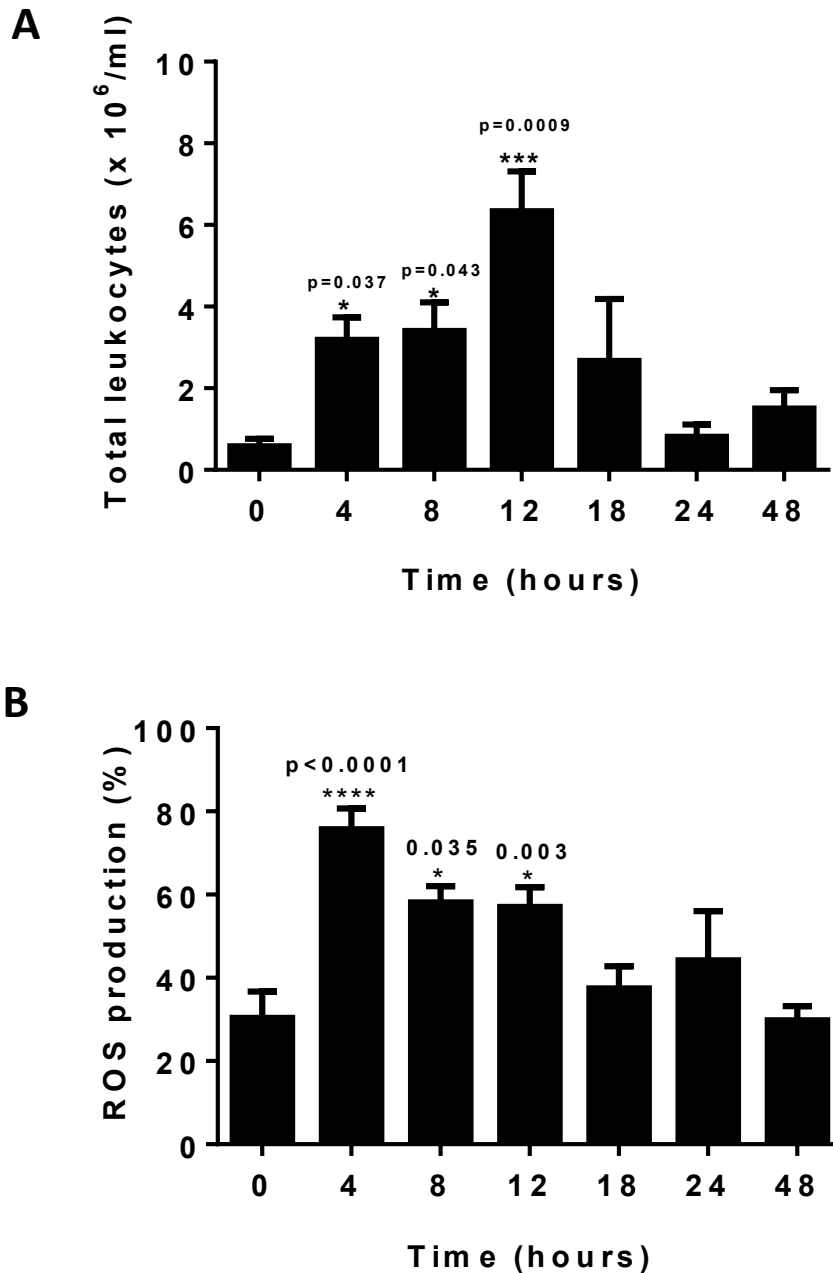 A
Total leukocytes (x 10⁶/ml)
10
8
6
4
2
0
p=0.037
*
p=0.043
*
p=0.0009
***
0 4 8 12 18 24 48
Time (hours)
B
ROS production (%)
100
80
60
40
20
0
p<0.0001
****
0.035
*
0.003
*
0 4 8 12 18 24 48
Time (hours)